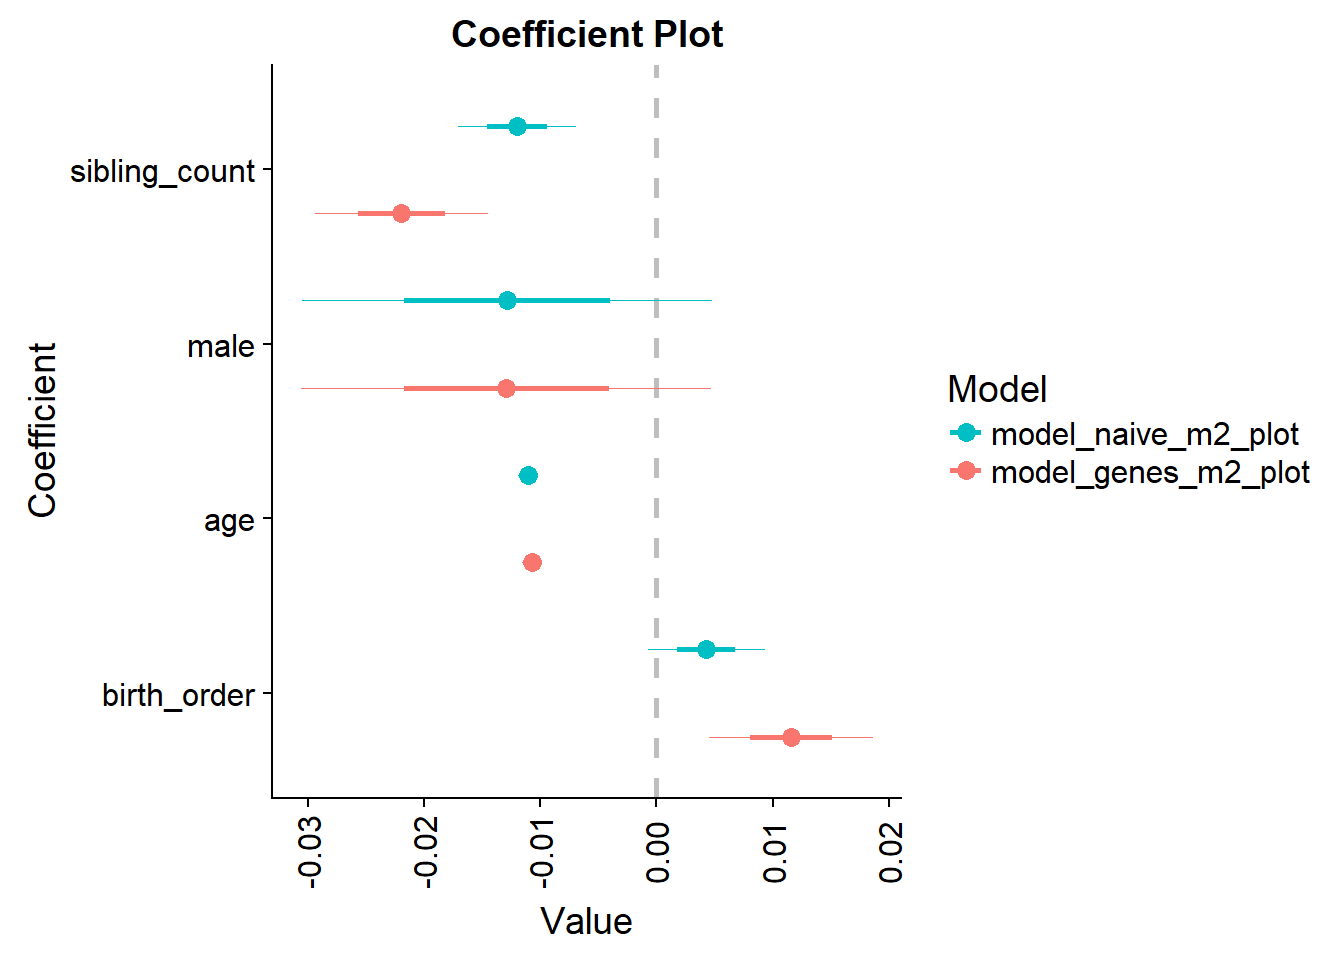 Coefficient Plot
sibling_count
male
age
birth_order
Coefficient
-0.03
-0.02
-0.01
0.00
0.01
0.02
Value
Model
model_naive_m2_plot
model_genes_m2_plot